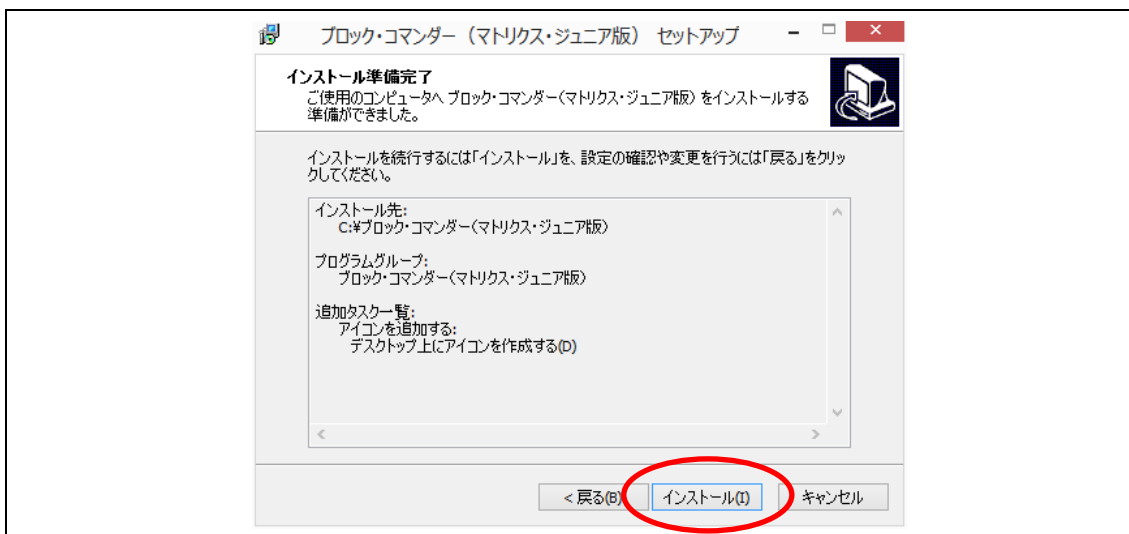 ブロック・コマンダー（マトリクス・ジュニア版） セットアップ
インストール準備完了
ご使用のコンピュータへ ブロック・コマンダー（マトリクス・ジュニア版） をインストールする
準備ができました。
インストールを続行するには「インストール」を、設定の確認や変更を行うには「戻る」をクリッ
クしてください。
インストール先:
C:¥ブロック・コマンダー（マトリクス・ジュニア版）
プログラムグループ:
ブロック・コマンダー（マトリクス・ジュニア版）
追加タスク一覧:
アイコンを追加する:
デスクトップ上にアイコンを作成する(D)
< 戻る(B) インストール(I) キャンセル